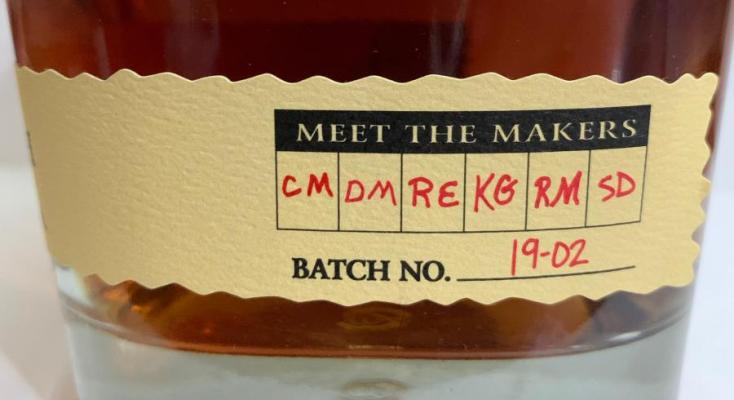 MEET THE MAKERS
CM DM RE KG RM SD
BATCH NO. 19-02